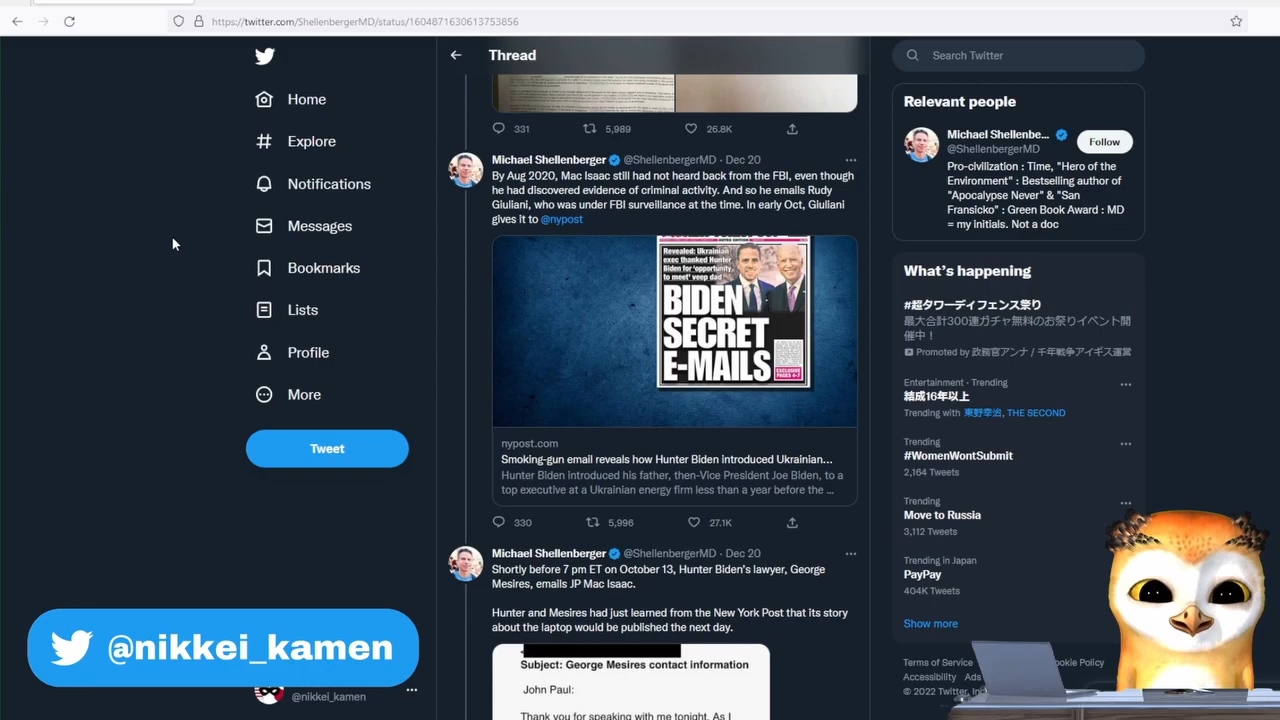 https://twitter.com/ShellenbergerMD/status/1604871630613753856
Home
Explore
Notifications
Messages
Bookmarks
Lists
Profile
More
Tweet
@nikkei_kamen
@nikkei_kamen
Thread
331
5,989
26.8K
Michael Shellenberger @ShellenbergerMD · Dec 20
By Aug 2020, Mac Isaac still had not heard back from the FBI, even though
he had discovered evidence of criminal activity. And so he emails Rudy
Giuliani, who was under FBI surveillance at the time. In early Oct, Giuliani
gives it to @nypost
Revealed: Ukrainian
exec thanked Hunter
Biden for 'opportunity
to meet' veep dad
BIDEN
SECRET
E-MAILS
nypost.com
Smoking-gun email reveals how Hunter Biden introduced Ukrainian...
Hunter Biden introduced his father, then-Vice President Joe Biden, to a
top executive at a Ukrainian energy firm less than a year before the ...
330
5,996
27.1K
Michael Shellenberger @ShellenbergerMD · Dec 20
Shortly before 7 pm ET on October 13, Hunter Biden's lawyer, George
Mesires, emails JP Mac Isaac.
Hunter and Mesires had just learned from the New York Post that its story
about the laptop would be published the next day.
Subject: George Mesires contact information
John Paul:
Thank you for speaking with me tonight. As I
Search Twitter
Relevant people
Michael Shellenbe...
@ShellenbergerMD
Follow
Pro-civilization : Time, "Hero of the
Environment" : Bestselling author of
"Apocalypse Never" & "San
Fransicko" : Green Book Award : MD
= my initials. Not a doc
What's happening
#超タワーディフェンス祭り
最大合計300連ガチャ無料のお祭りイベント開
催中！
Promoted by 政務官アンナ / 千年戦争アイギス運営
Entertainment · Trending
結成16年以上
Trending with 東野幸治, THE SECOND
Trending
#WomenWontSubmit
2,164 Tweets
Trending
Move to Russia
3,112 Tweets
Trending in Japan
PayPay
404K Tweets
Show more
Terms of Service
ookie Policy
Accessibility Ads
© 2022 Twitter, In